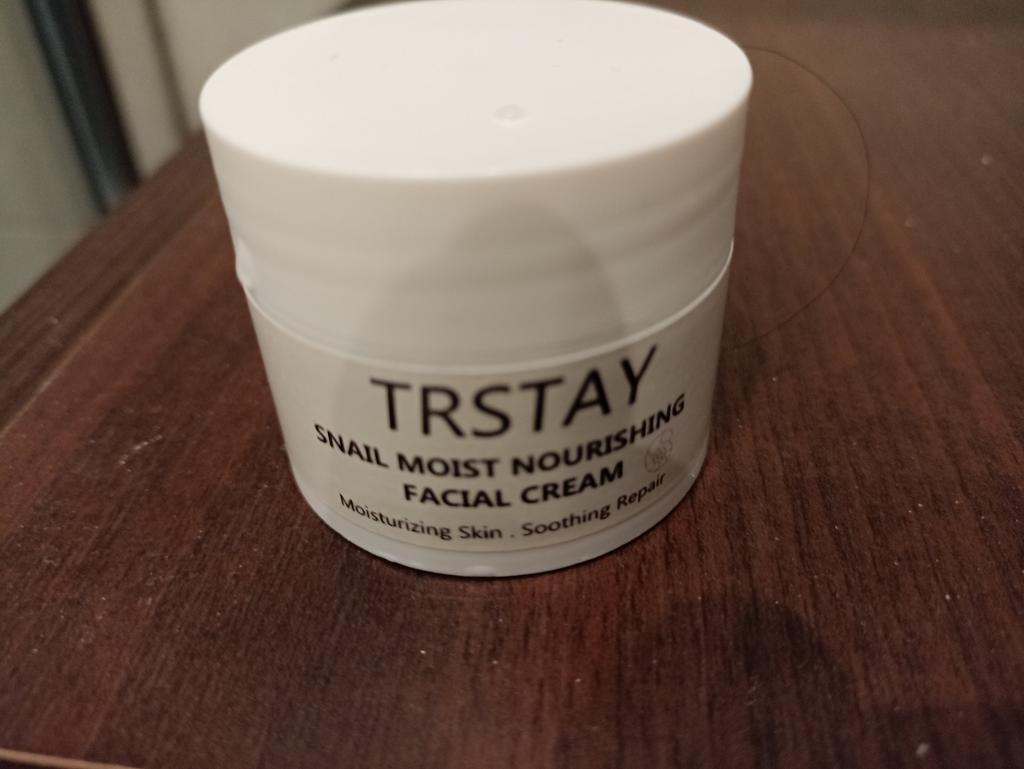 TRSTAY
SNAIL MOIST NOURISHING
FACIAL CREAM
Moisturizing Skin . Soothing Repair